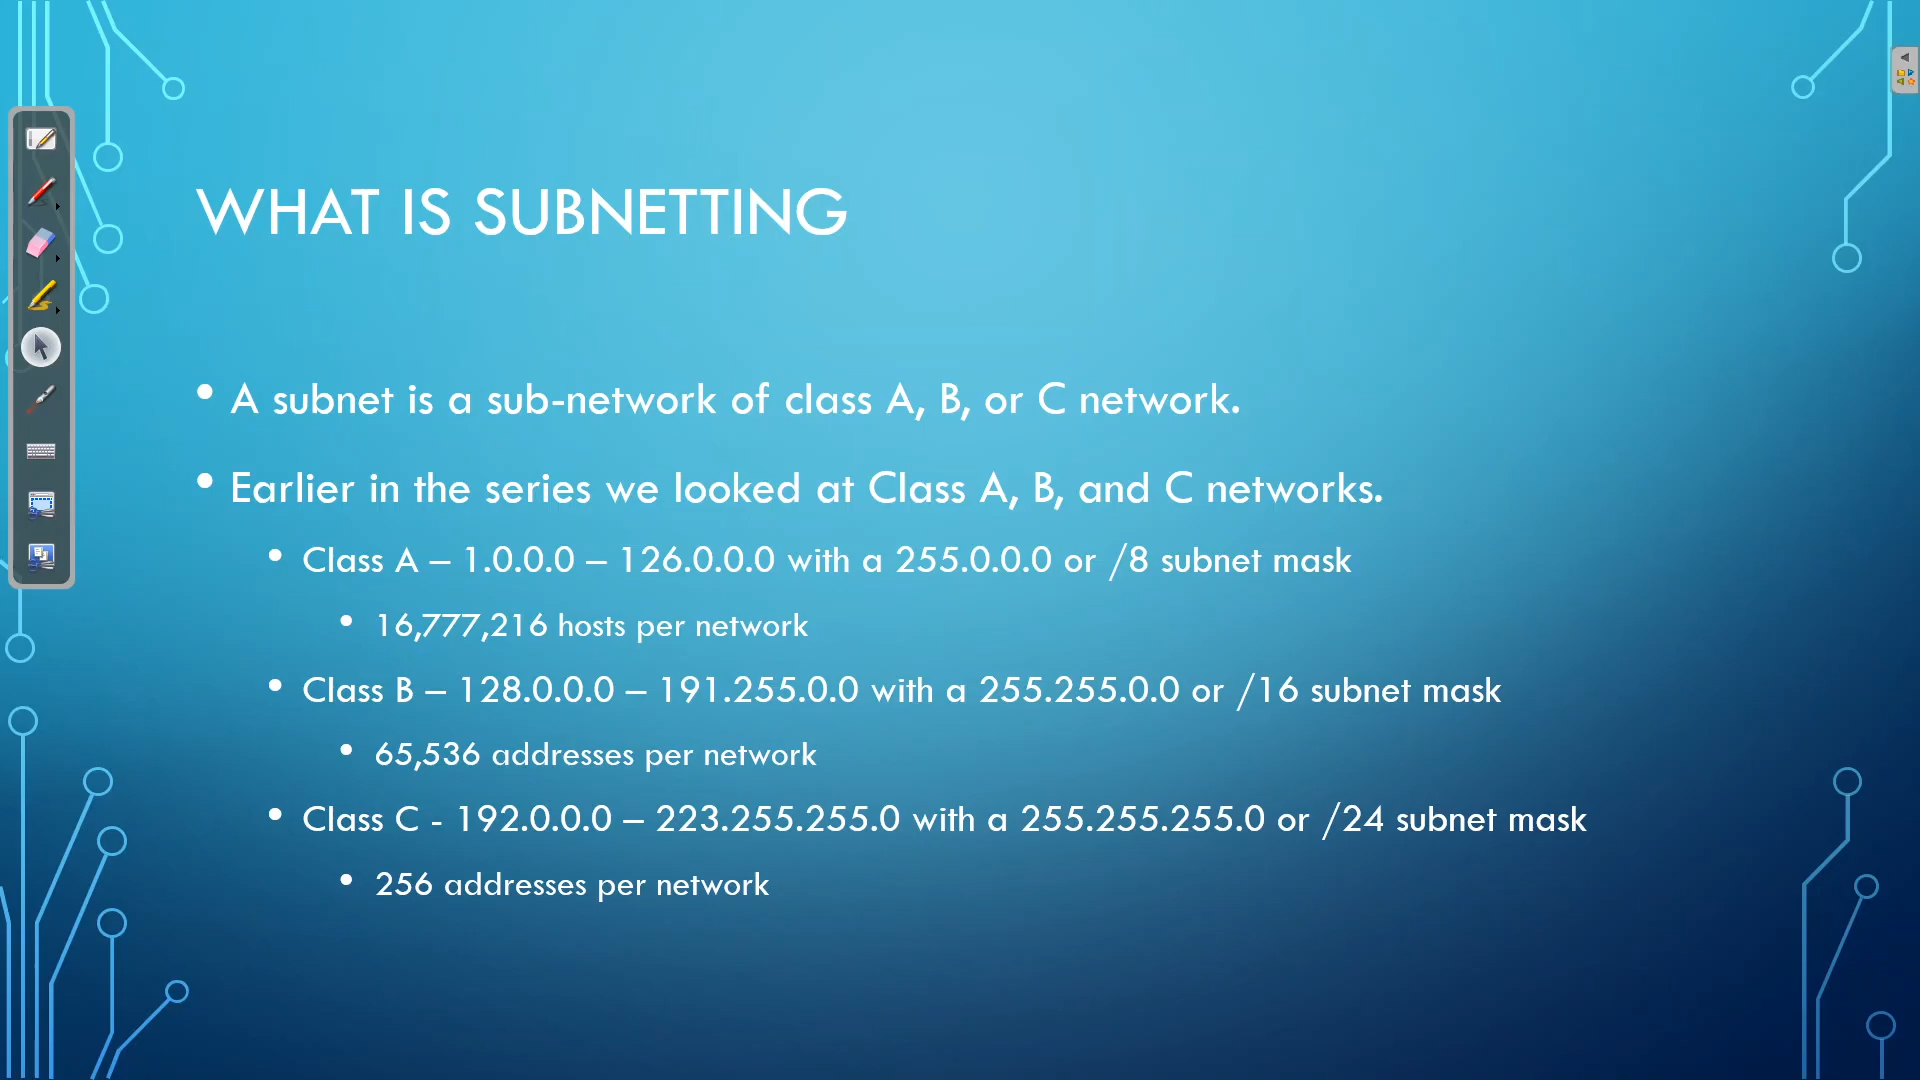 WHAT IS SUBNETTING
• A subnet is a sub-network of class A, B, or C network.
• Earlier in the series we looked at Class A, B, and C networks.
• Class A – 1.0.0.0 – 126.0.0.0 with a 255.0.0.0 or /8 subnet mask
• 16,777,216 hosts per network
• Class B – 128.0.0.0 – 191.255.0.0 with a 255.255.0.0 or /16 subnet mask
• 65,536 addresses per network
• Class C - 192.0.0.0 – 223.255.255.0 with a 255.255.255.0 or /24 subnet mask
• 256 addresses per network